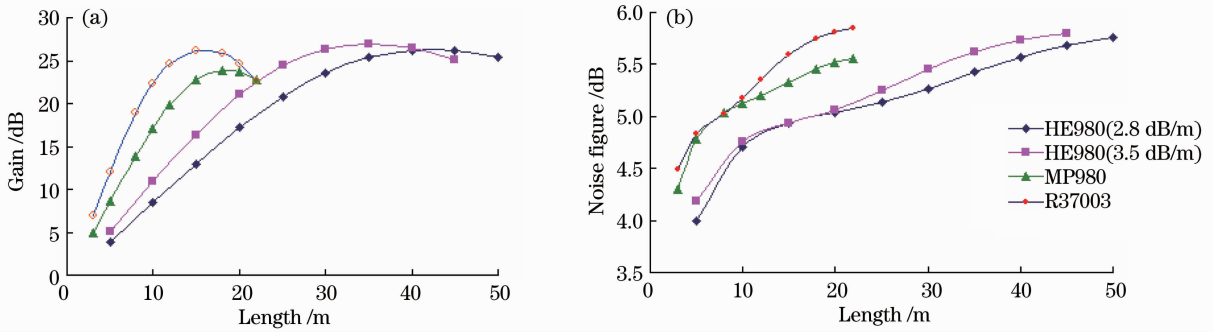 (a)
Gain /dB
30
25
20
15
10
5
0
0 10 20 30 40 50
Length /m
(b)
Noise figure /dB
6.0
5.5
5.0
4.5
4.0
3.5
0 10 20 30 40 50
Length /m
HE980(2.8 dB/m)
HE980(3.5 dB/m)
MP980
R37003